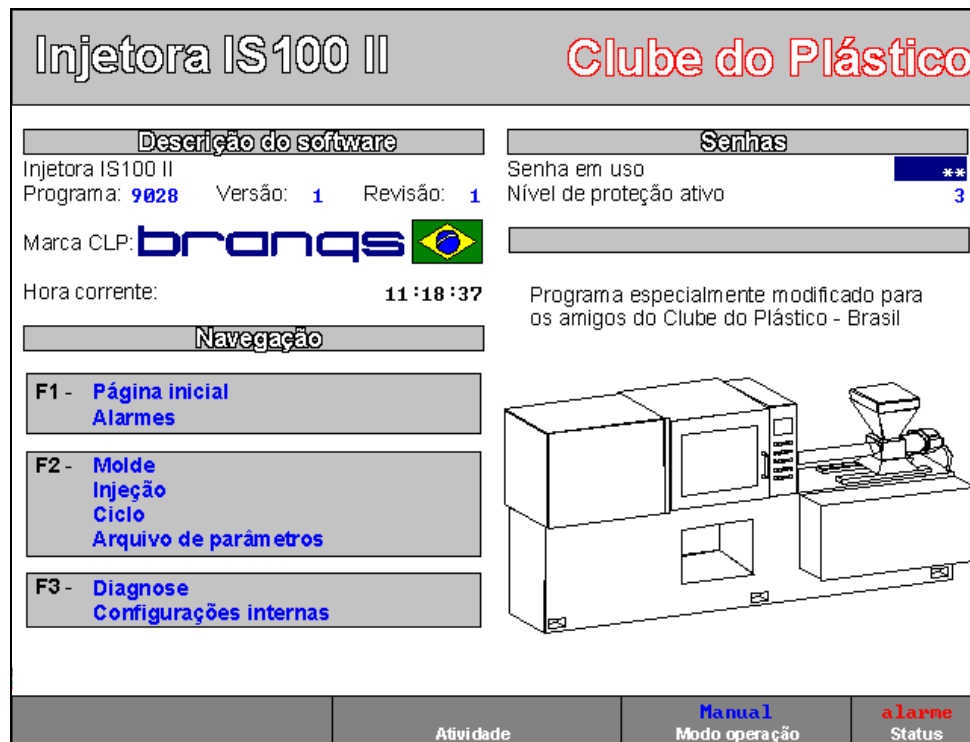 Injetora IS100 II
Clube do Plástico
Descrição do software
Injetora IS100 II
Programa: 9028 Versão: 1 Revisão: 1
Marca CLP: branqs
Hora corrente: 11:18:37
Navegação
F1 - Página inicial
Alarmes
F2 - Molde
Injeção
Ciclo
Arquivo de parâmetros
F3 - Diagnose
Configurações internas
Senhas
Senha em uso **
Nível de proteção ativo 3
Programa especialmente modificado para
os amigos do Clube do Plástico - Brasil
Atividade
Manual
Modo operação
alarme
Status